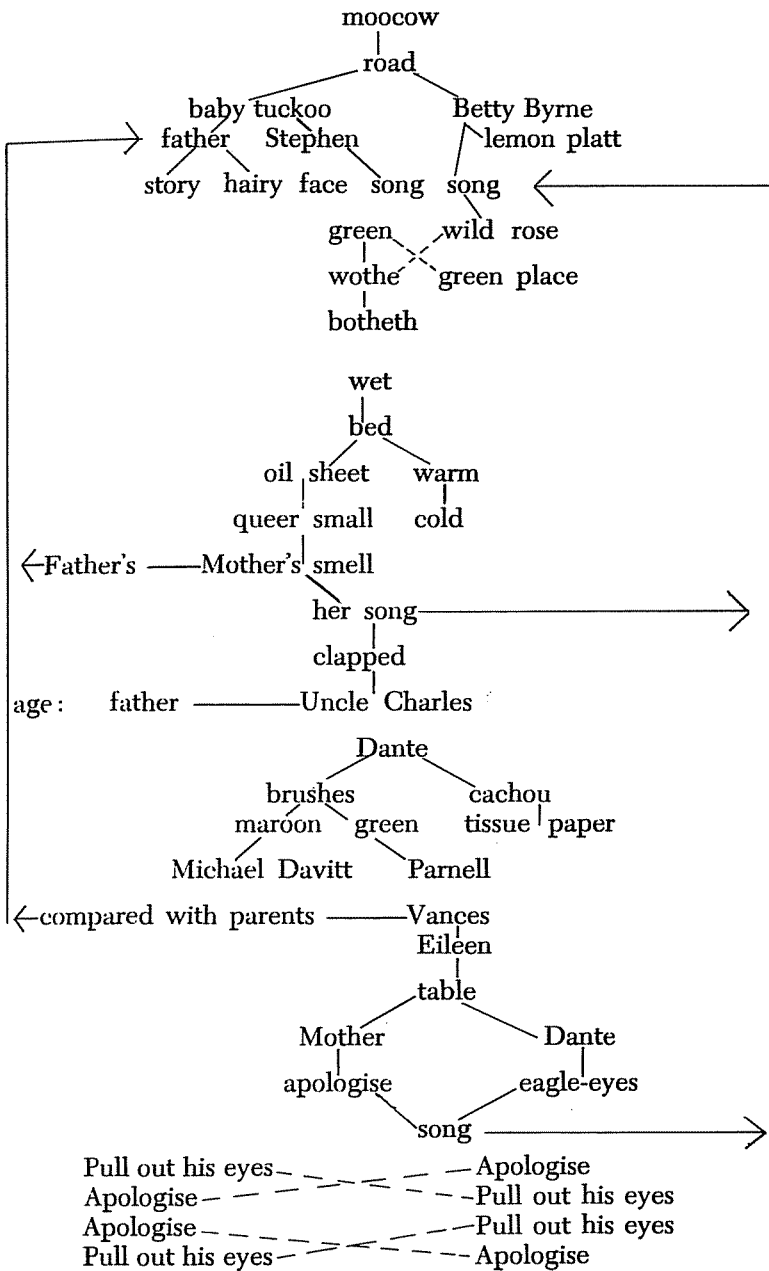 moocow
road
baby tuckoo Betty Byrne
father Stephen lemon platt
story hairy face song song
green wild rose
wothe green place
botheth
wet
bed
oil sheet warm
queer small cold
Father's Mother's smell
her song
clapped
age: father Uncle Charles
Dante
brushes cachou
maroon green tissue paper
Michael Davitt Parnell
compared with parents Vances
Eileen
table
Mother Dante
apologise eagle-eyes
song
Pull out his eyes Apologise
Apologise Pull out his eyes
Apologise Pull out his eyes
Pull out his eyes Apologise